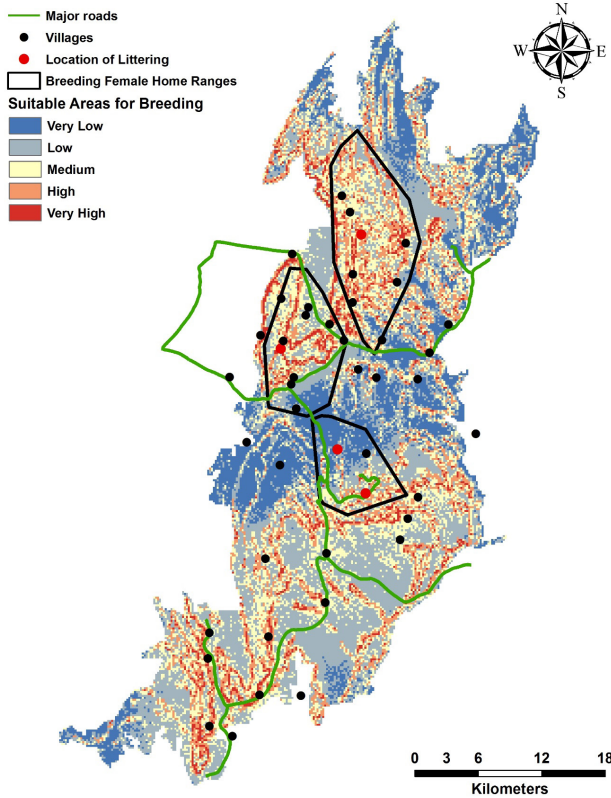 Major roads
Villages
Location of Littering
Breeding Female Home Ranges
Suitable Areas for Breeding
Very Low
Low
Medium
High
Very High
N
W E
S
0 3 6 12 18
Kilometers